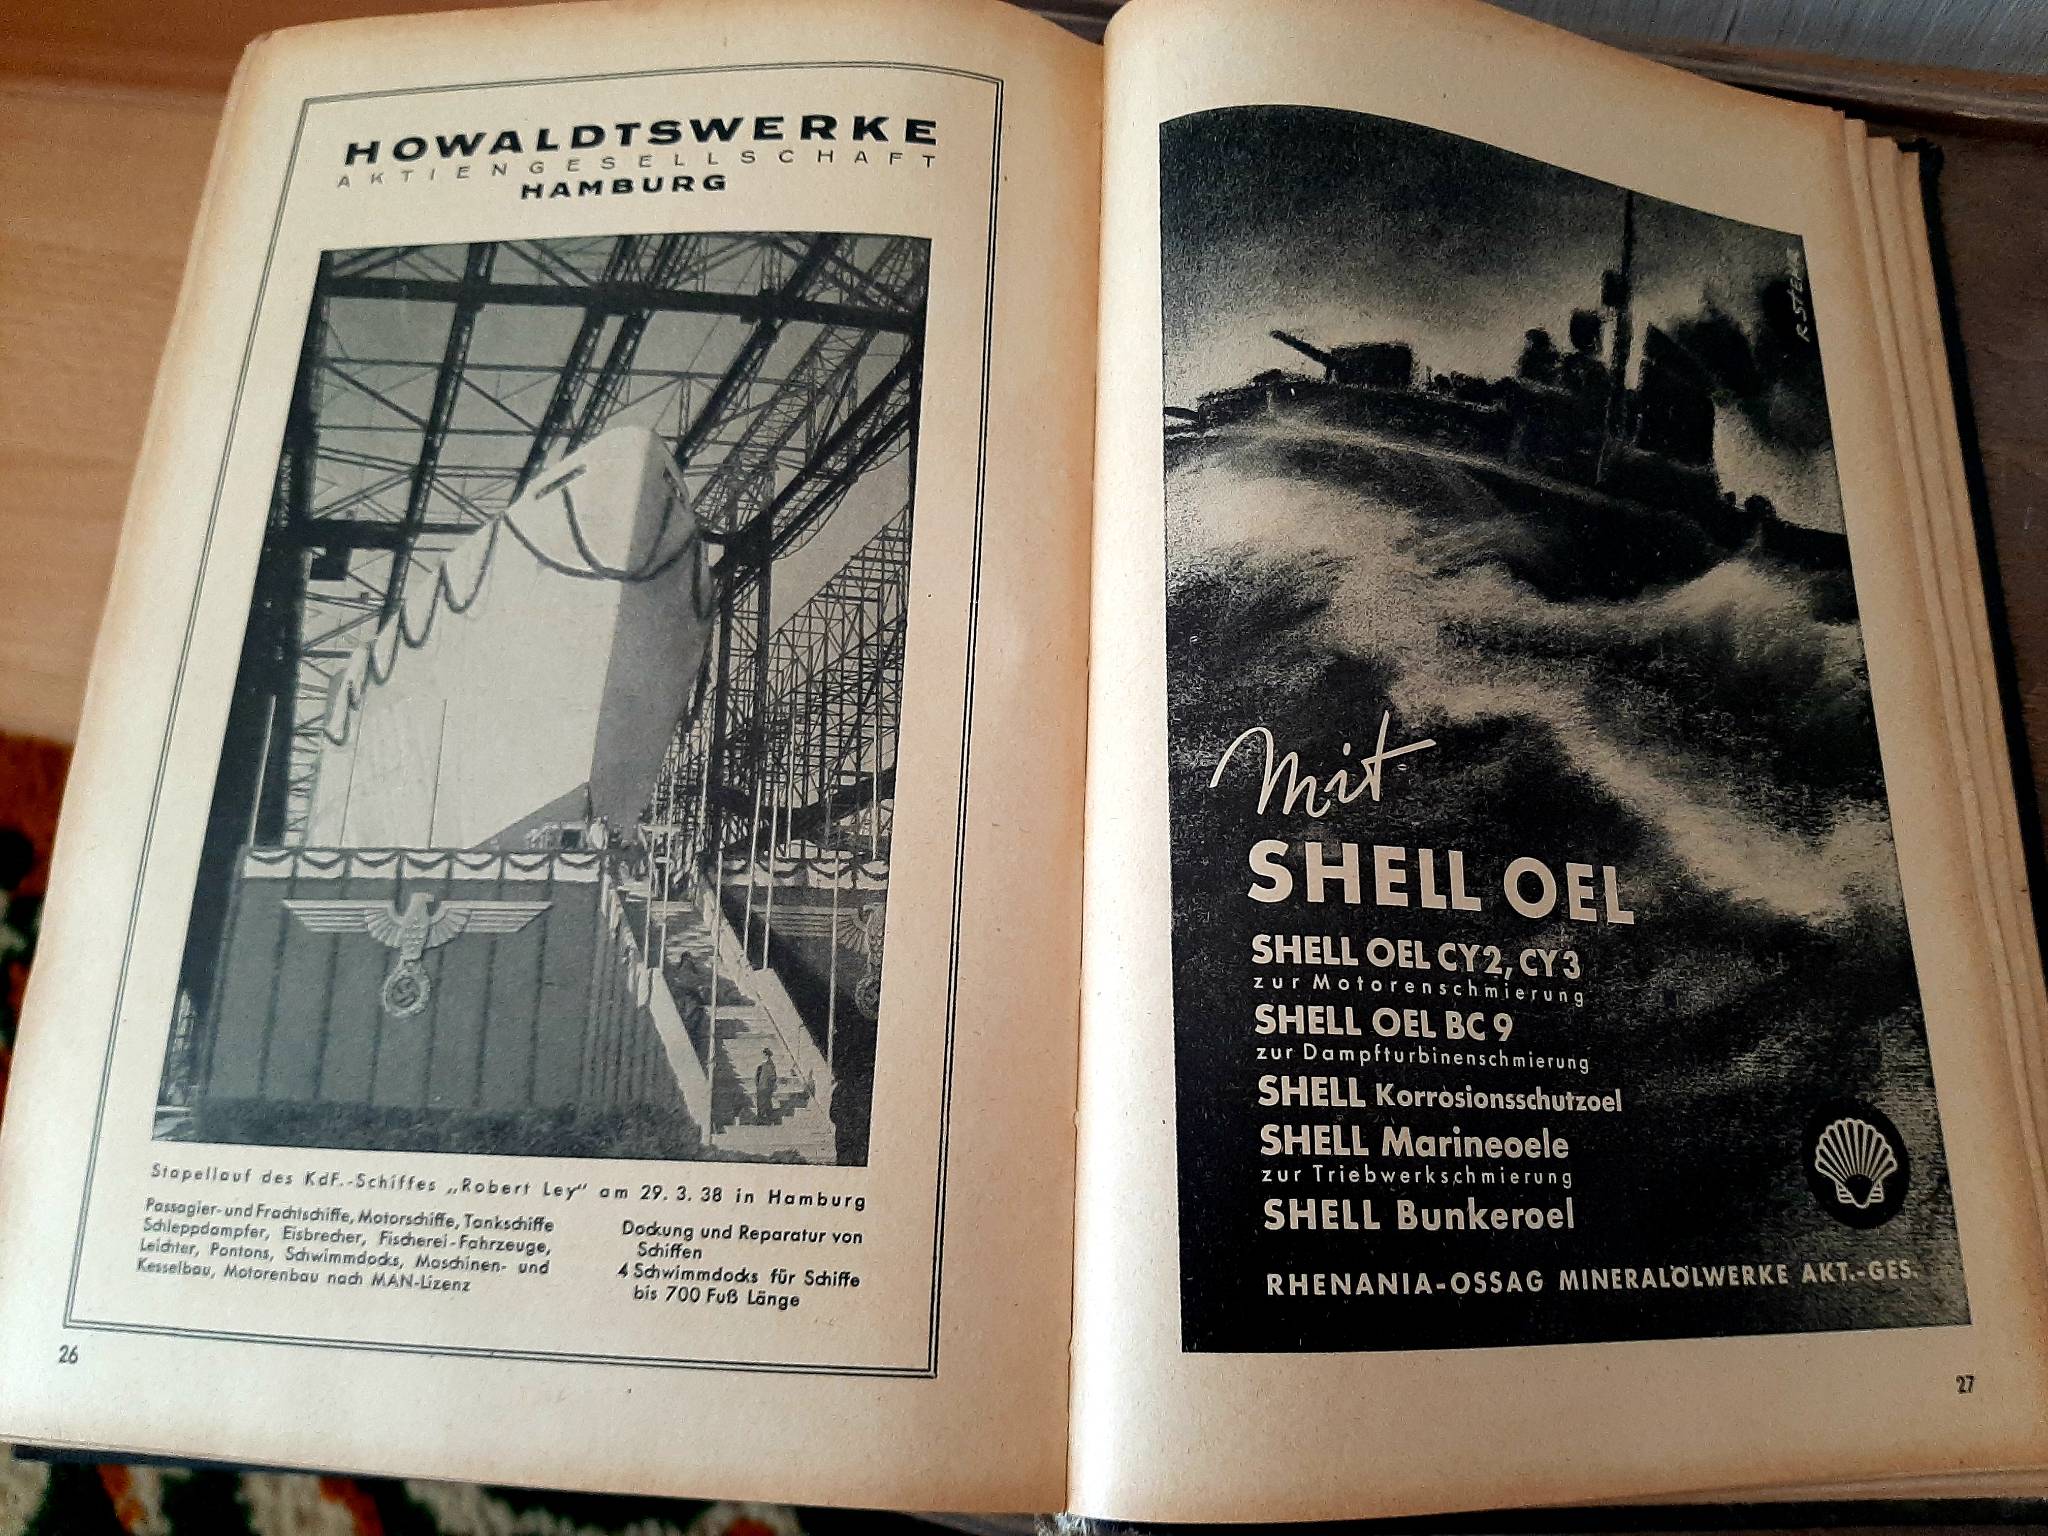 HOWALDTSWERKE
AKTIENGESELLSCHAFT
HAMBURG
Stapellauf des KdF.-Schiffes „Robert Ley" am 29. 3. 38 in Hamburg
Passagier- und Frachtschiffe, Motorschiffe, Tankschiffe
Schleppdampfer, Eisbrecher, Fischerei-Fahrzeuge,
Leichter, Pontons, Schwimmdocks, Maschinen- und
Kesselbau, Motorenbau nach MAN-Lizenz
Dockung und Reparatur von
Schiffen
4 Schwimmdocks für Schiffe
bis 700 Fuß Länge
26
Mit
SHELL OEL
SHELL OEL CY2, CY3
zur Motorenschmierung
SHELL OEL BC 9
zur Dampfturbinenschmierung
SHELL Korrosionsschutzoel
SHELL Marineoele
zur Triebwerkschmierung
SHELL Bunkeroel
RHENANIA-OSSAG MINERALÖLWERKE AKT.-GES.
27